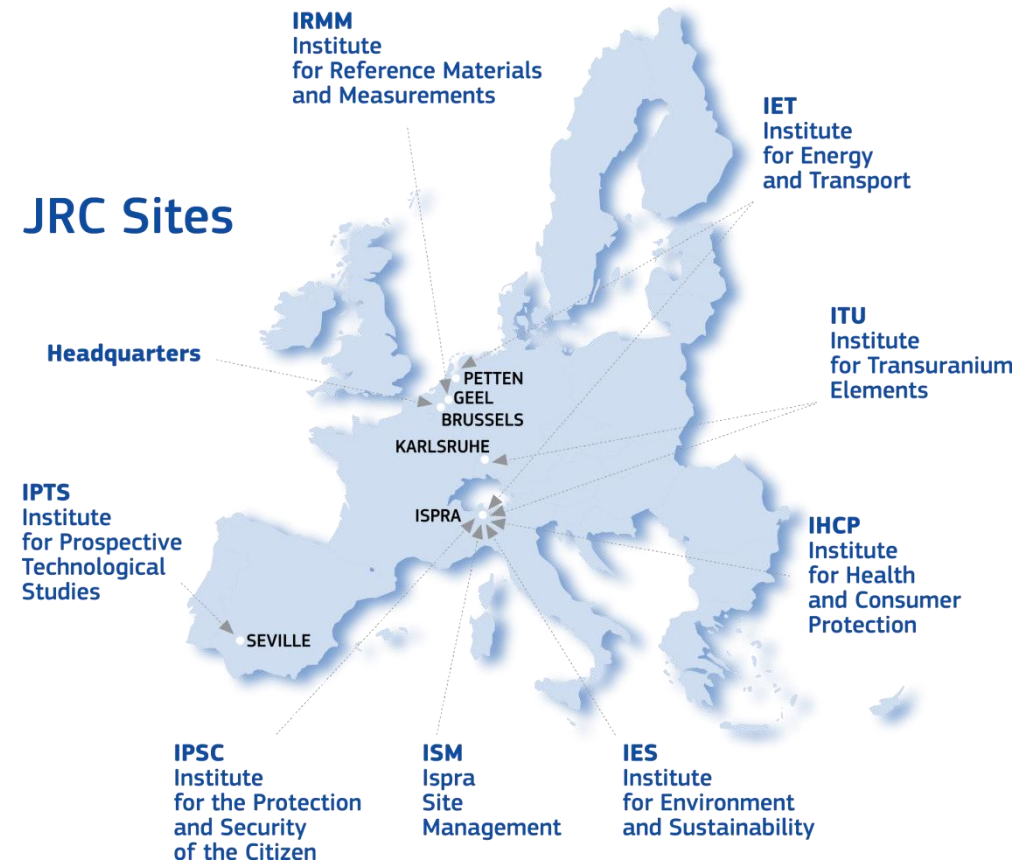 IRMM
Institute
for Reference Materials
and Measurements
IET
Institute
for Energy
and Transport
JRC Sites
ITU
Institute
for Transuranium
Elements
Headquarters
PETTEN
GEEL
BRUSSELS
KARLSRUHE
IPTS
Institute
for Prospective
Technological
Studies
ISPRA
IHCP
Institute
for Health
and Consumer
Protection
SEVILLE
IPSC
Institute
for the Protection
and Security
of the Citizen
ISM
Ispra
Site
Management
IES
Institute
for Environment
and Sustainability